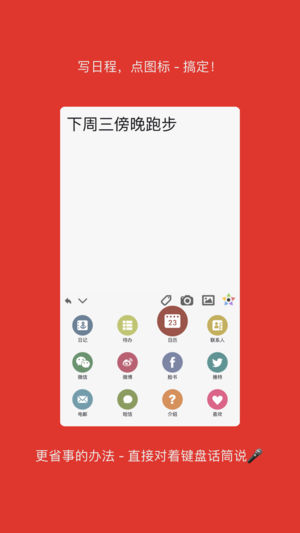 写日程，点图标 - 搞定！
下周三傍晚跑步
23
日记 待办 日历 联系人
微信 微博 脸书 推特
电邮 短信 介绍 喜欢
更省事的办法 - 直接对着键盘话筒说🎤